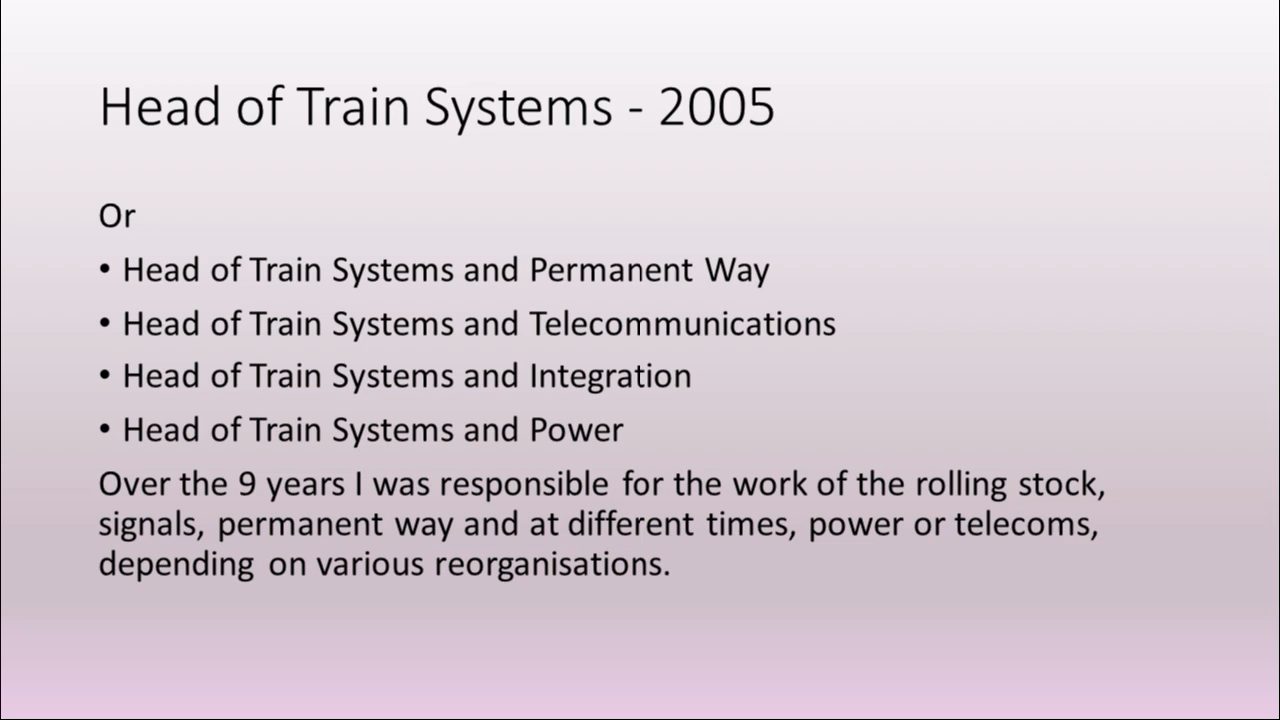 Head of Train Systems - 2005
Or
• Head of Train Systems and Permanent Way
• Head of Train Systems and Telecommunications
• Head of Train Systems and Integration
• Head of Train Systems and Power
Over the 9 years I was responsible for the work of the rolling stock,
signals, permanent way and at different times, power or telecoms,
depending on various reorganisations.